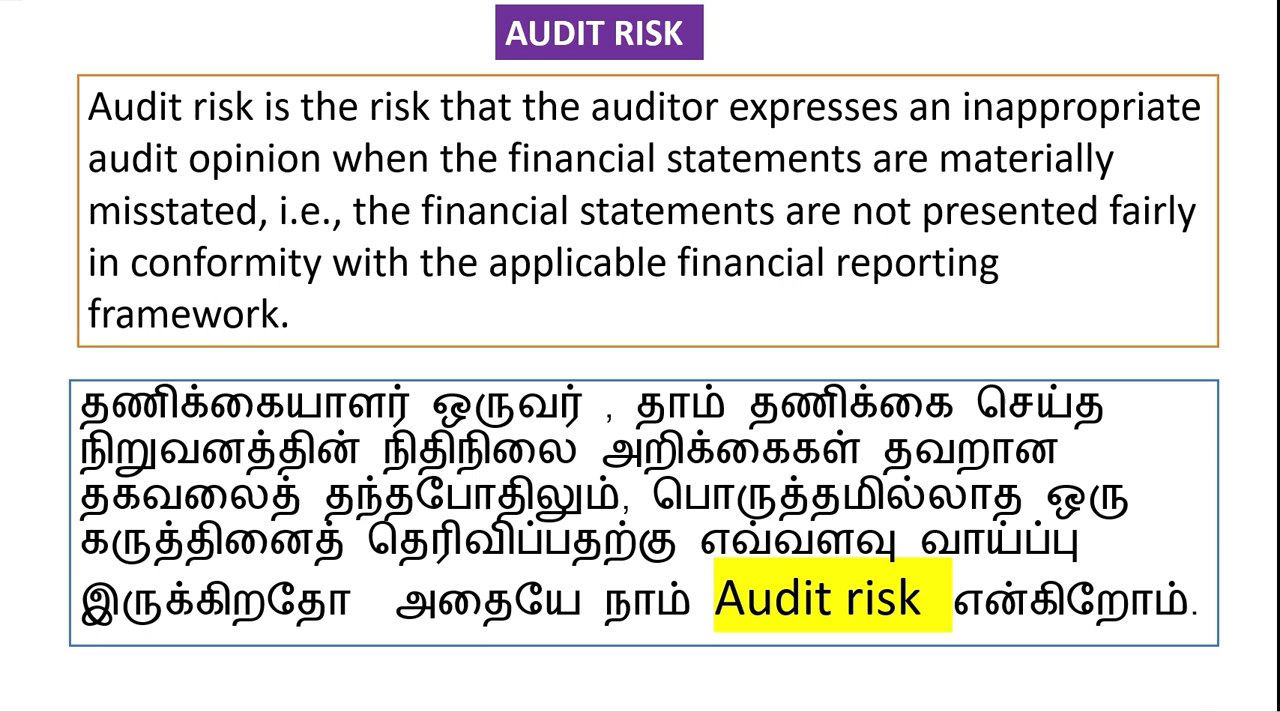 AUDIT RISK
Audit risk is the risk that the auditor expresses an inappropriate
audit opinion when the financial statements are materially
misstated, i.e., the financial statements are not presented fairly
in conformity with the applicable financial reporting
framework.
தணிக்கையாளர் ஒருவர் , தாம் தணிக்கை செய்த
நிறுவனத்தின் நிதிநிலை அறிக்கைகள் தவறான
தகவலைத் தந்தபோதிலும், பொருத்தமில்லாத ஒரு
கருத்தினைத் தெரிவிப்பதற்கு எவ்வளவு வாய்ப்பு
இருக்கிறதோ அதையே நாம் Audit risk என்கிறோம்.